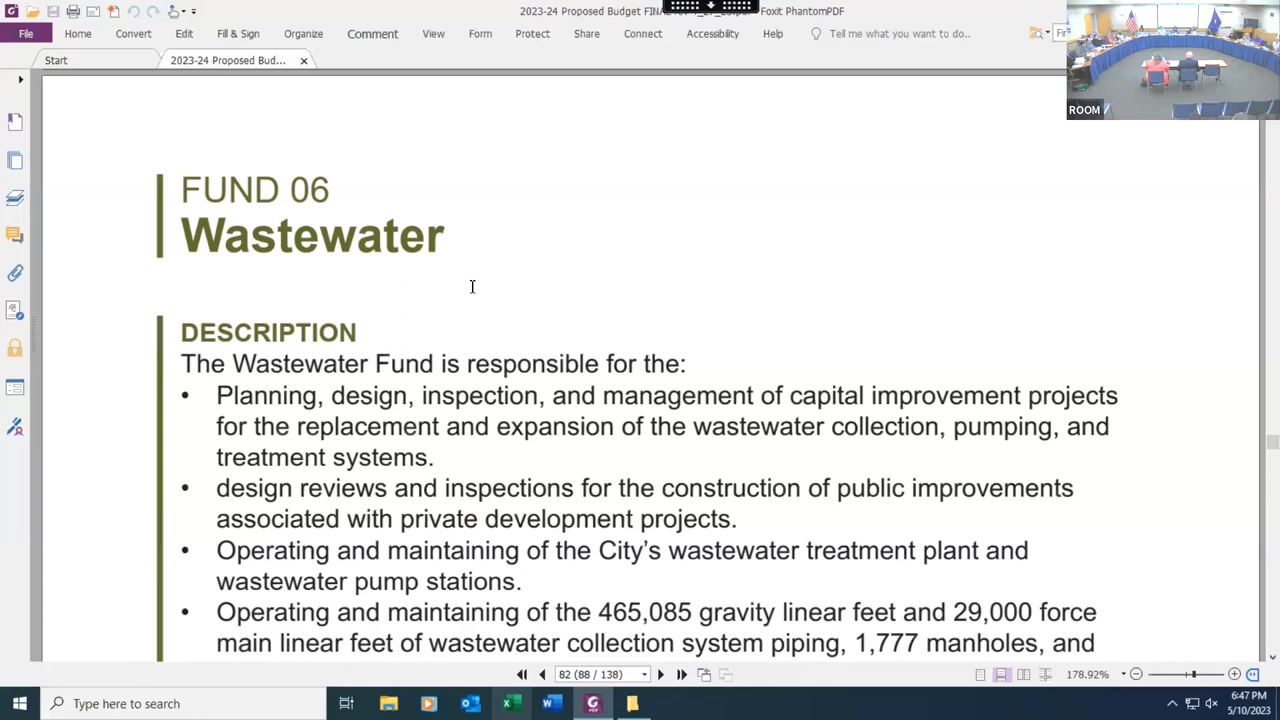 2023-24 Proposed Budget FINAL
Foxit PhantomPDF
File Home Convert Edit Fill & Sign Organize Comment View Form Protect Share Connect Accessibility Help Tell me what you want to do..
Start 2023-24 Proposed Bud...
ROOM
FUND 06
Wastewater
DESCRIPTION
The Wastewater Fund is responsible for the:
• Planning, design, inspection, and management of capital improvement projects
for the replacement and expansion of the wastewater collection, pumping, and
treatment systems.
• design reviews and inspections for the construction of public improvements
associated with private development projects.
• Operating and maintaining of the City’s wastewater treatment plant and
wastewater pump stations.
• Operating and maintaining of the 465,085 gravity linear feet and 29,000 force
main linear feet of wastewater collection system piping, 1,777 manholes, and
82 (88 / 138)
178.92%
Type here to search
6:47 PM
5/10/2023